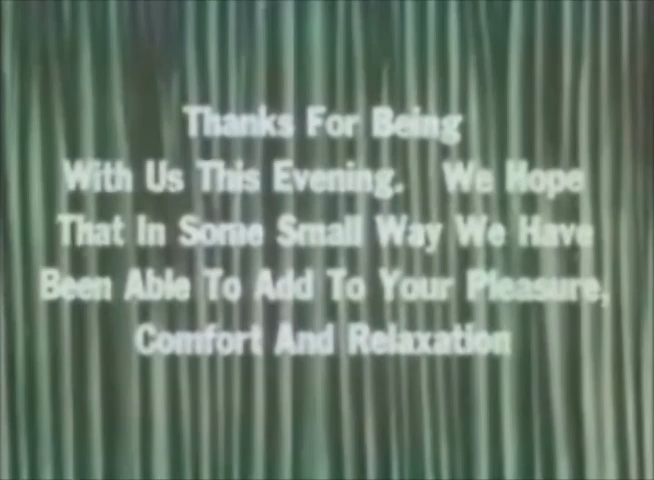 Thanks For Being
With Us This Evening. We Hope
That In Some Small Way We Have
Been Able To Add To Your Pleasure,
Comfort And Relaxation